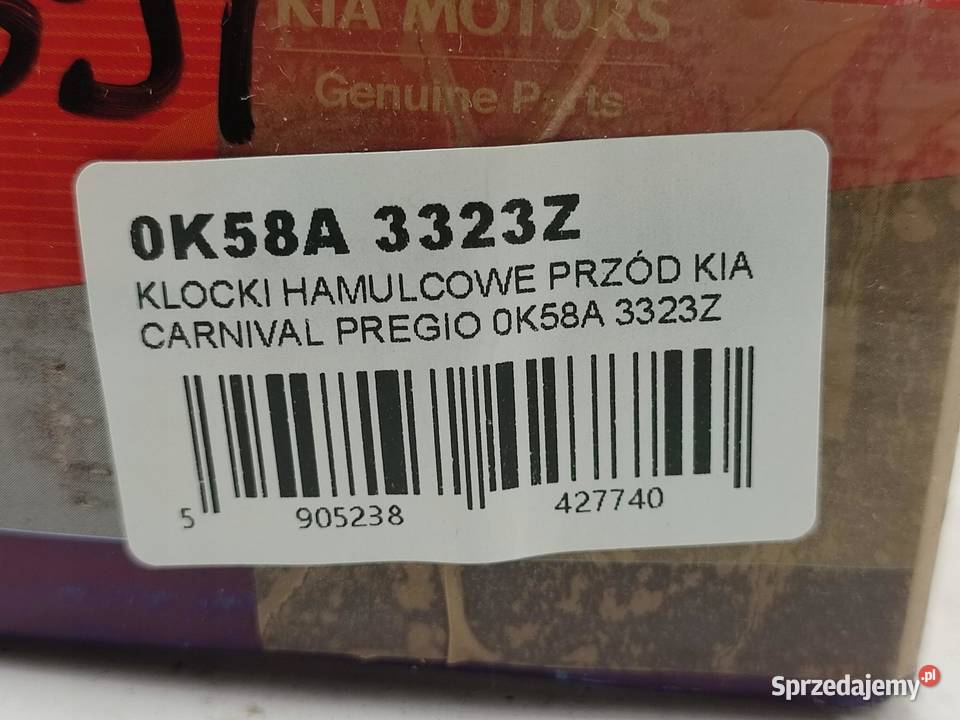 KIA MOTORS
Genuine Parts
0K58A 3323Z
KLOCKI HAMULCOWE PRZÓD KIA
CARNIVAL PREGIO 0K58A 3323Z
5 905238 427740
Sprzedajemy.pl